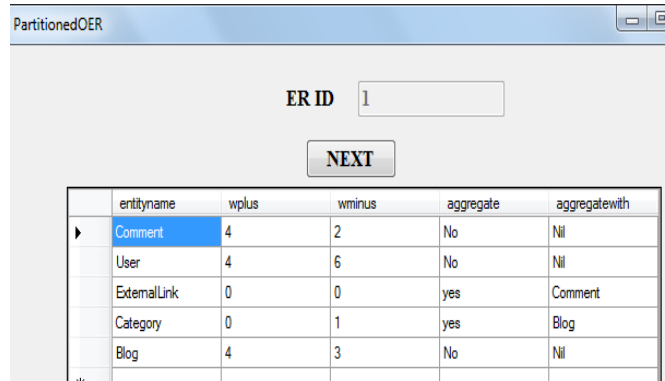 PartitionedOER
ER ID 1
NEXT
entityname wplus wminus aggregate aggregatewith
Comment 4 2 No Nil
User 4 6 No Nil
ExternalLink 0 0 yes Comment
Category 0 1 yes Blog
Blog 4 3 No Nil